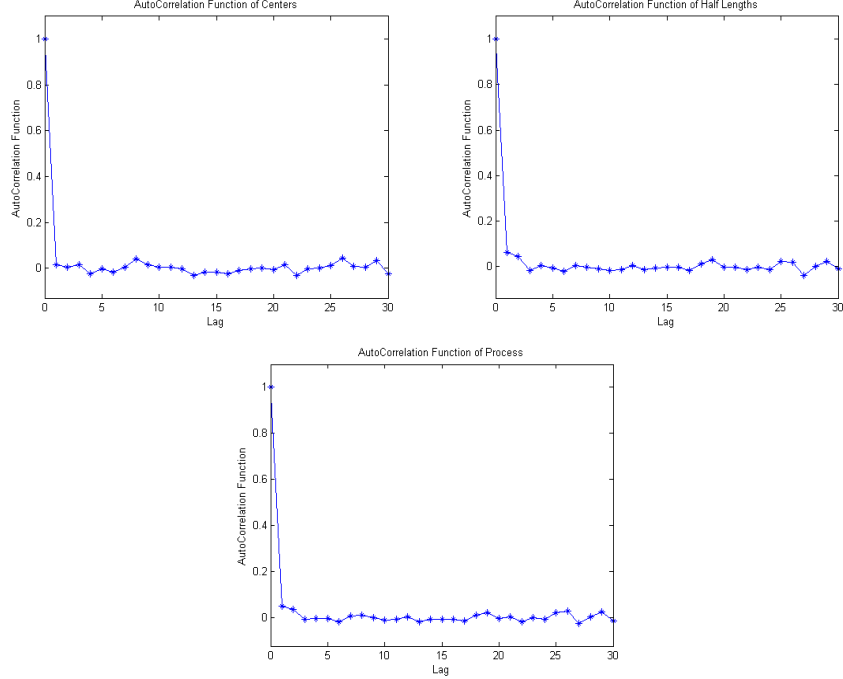 AutoCorrelation Function of Centers
1
0.8
0.6
0.4
0.2
0
AutoCorrelation Function
0 5 10 15 20 25 30
Lag
AutoCorrelation Function of Half Lengths
1
0.8
0.6
0.4
0.2
0
AutoCorrelation Function
0 5 10 15 20 25 30
Lag
AutoCorrelation Function of Process
1
0.8
0.6
0.4
0.2
0
AutoCorrelation Function
0 5 10 15 20 25 30
Lag